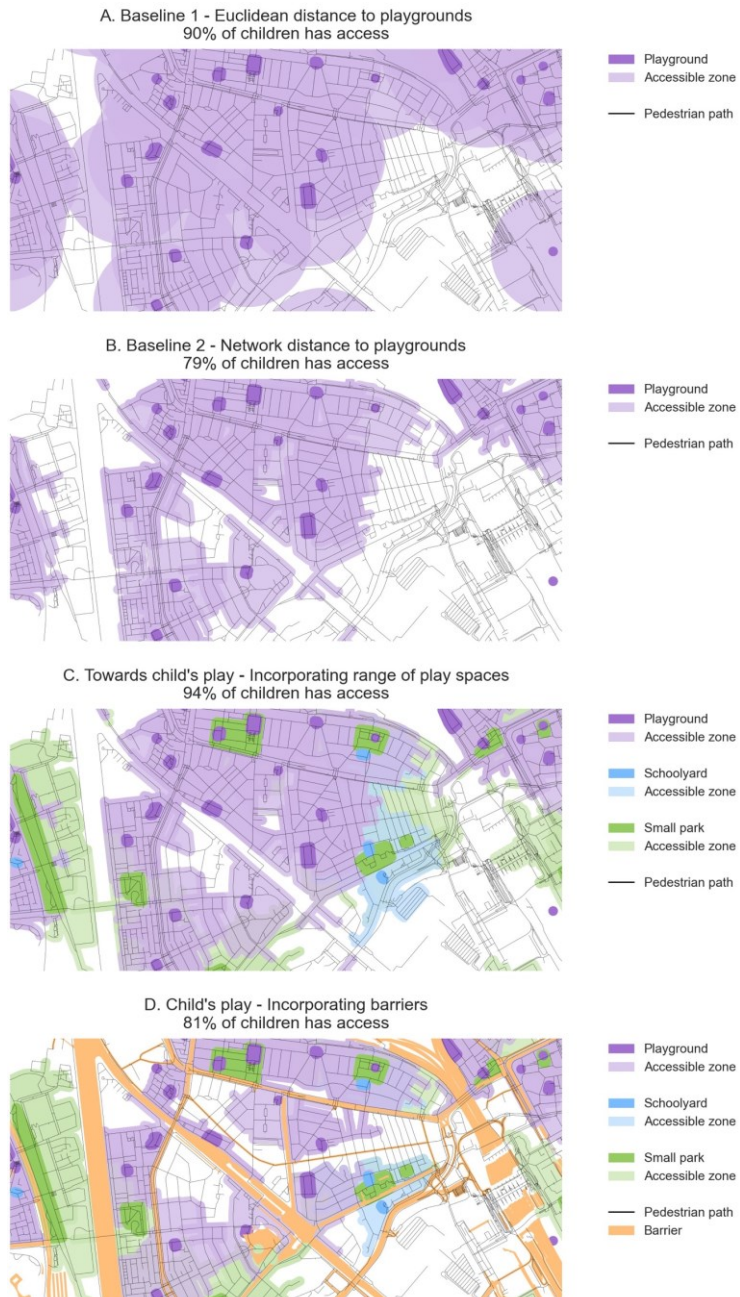 A. Baseline 1 - Euclidean distance to playgrounds
90% of children has access
Playground
Accessible zone
Pedestrian path
B. Baseline 2 - Network distance to playgrounds
79% of children has access
Playground
Accessible zone
Pedestrian path
C. Towards child's play - Incorporating range of play spaces
94% of children has access
Playground
Accessible zone
Schoolyard
Accessible zone
Small park
Accessible zone
Pedestrian path
D. Child's play - Incorporating barriers
81% of children has access
Playground
Accessible zone
Schoolyard
Accessible zone
Small park
Accessible zone
Pedestrian path
Barrier